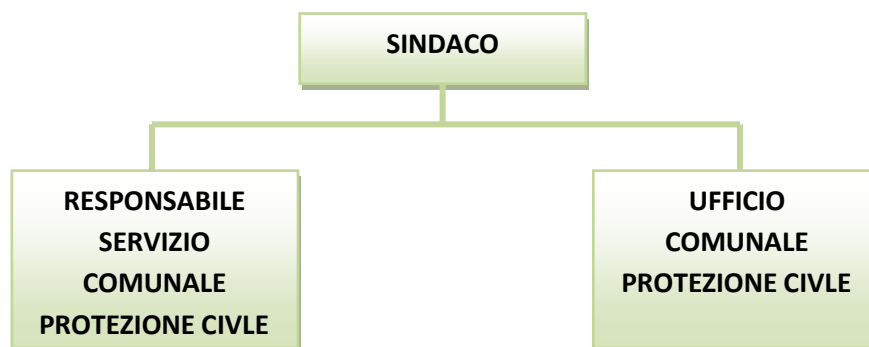 SINDACO
RESPONSABILE
SERVIZIO
COMUNALE
PROTEZIONE CIVLE
UFFICIO
COMUNALE
PROTEZIONE CIVLE